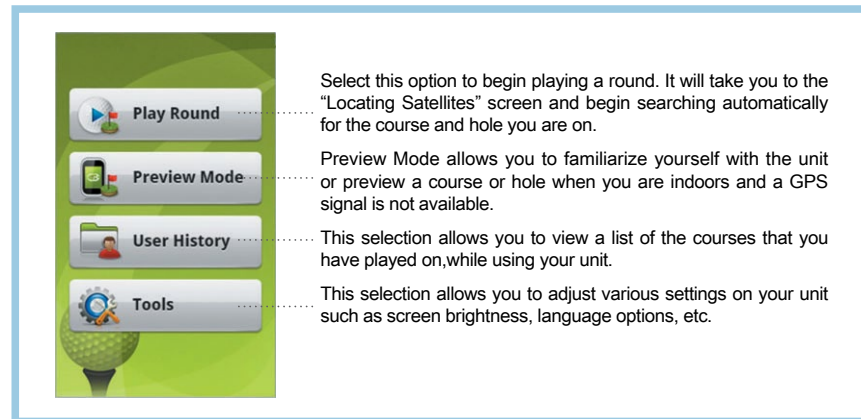 Play Round
Select this option to begin playing a round. It will take you to the
“Locating Satellites” screen and begin searching automatically
for the course and hole you are on.
Preview Mode
Preview Mode allows you to familiarize yourself with the unit
or preview a course or hole when you are indoors and a GPS
signal is not available.
User History
This selection allows you to view a list of the courses that you
have played on,while using your unit.
Tools
This selection allows you to adjust various settings on your unit
such as screen brightness, language options, etc.